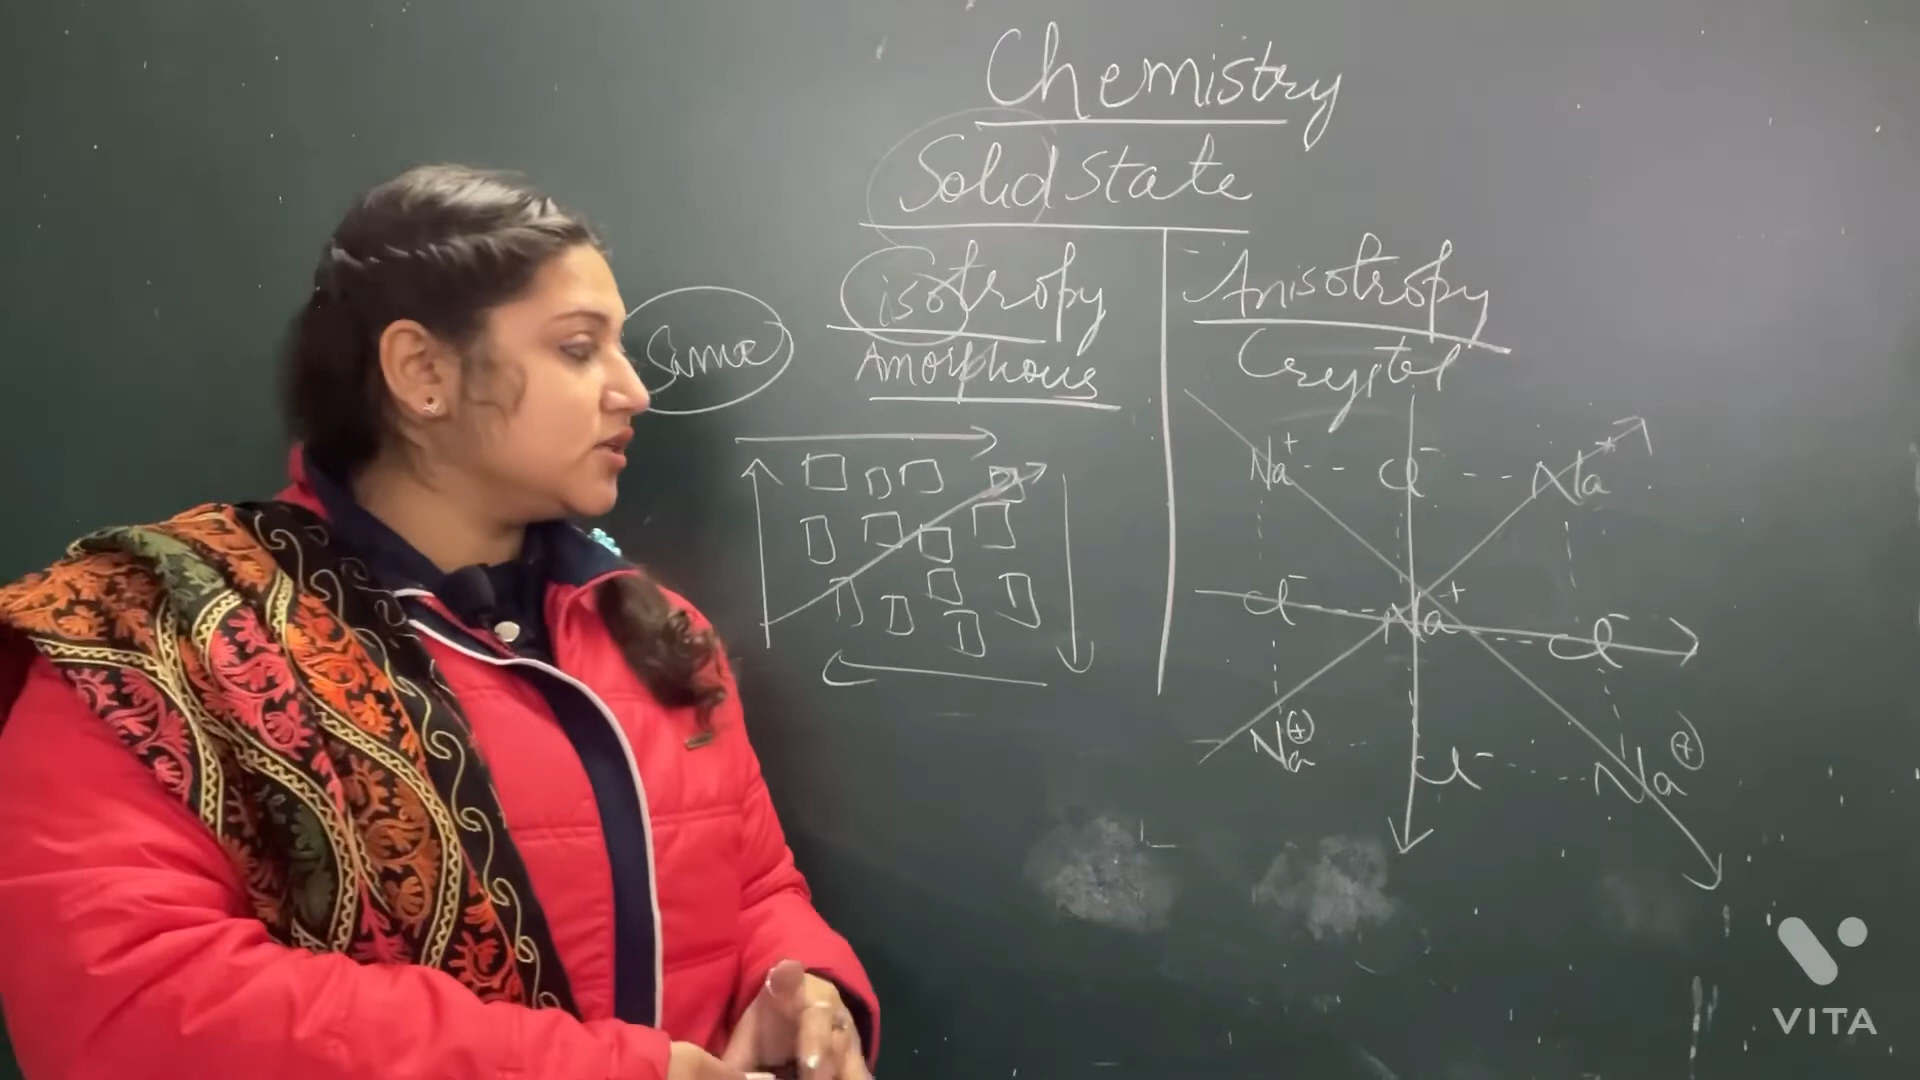 Chemistry
Solid State
isotropy
Anisotropy
Same
Amorphous
Crystal
Na+ -- Cl- --- Na+
Cl- --- Na+ --- Cl-
Na+ -- Cl- ---- Na+
VITA